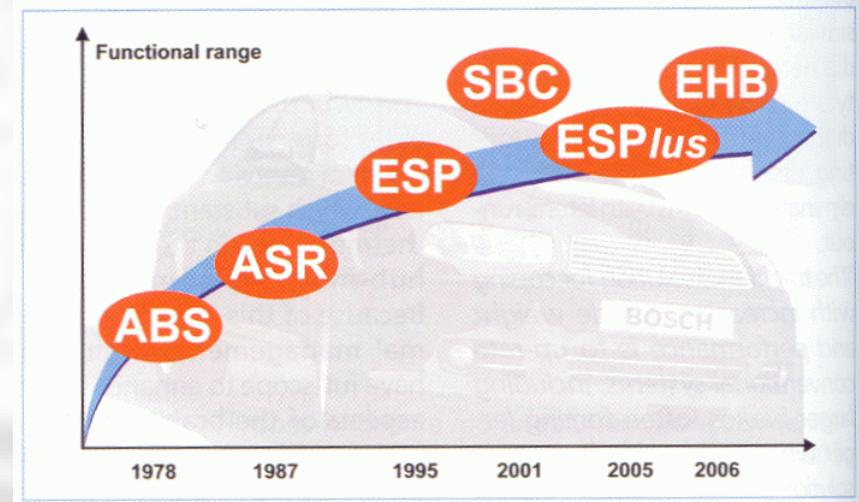 Functional range
SBC
EHB
ESPlus
ESP
ASR
ABS
BOSCH
1978 1987 1995 2001 2005 2006